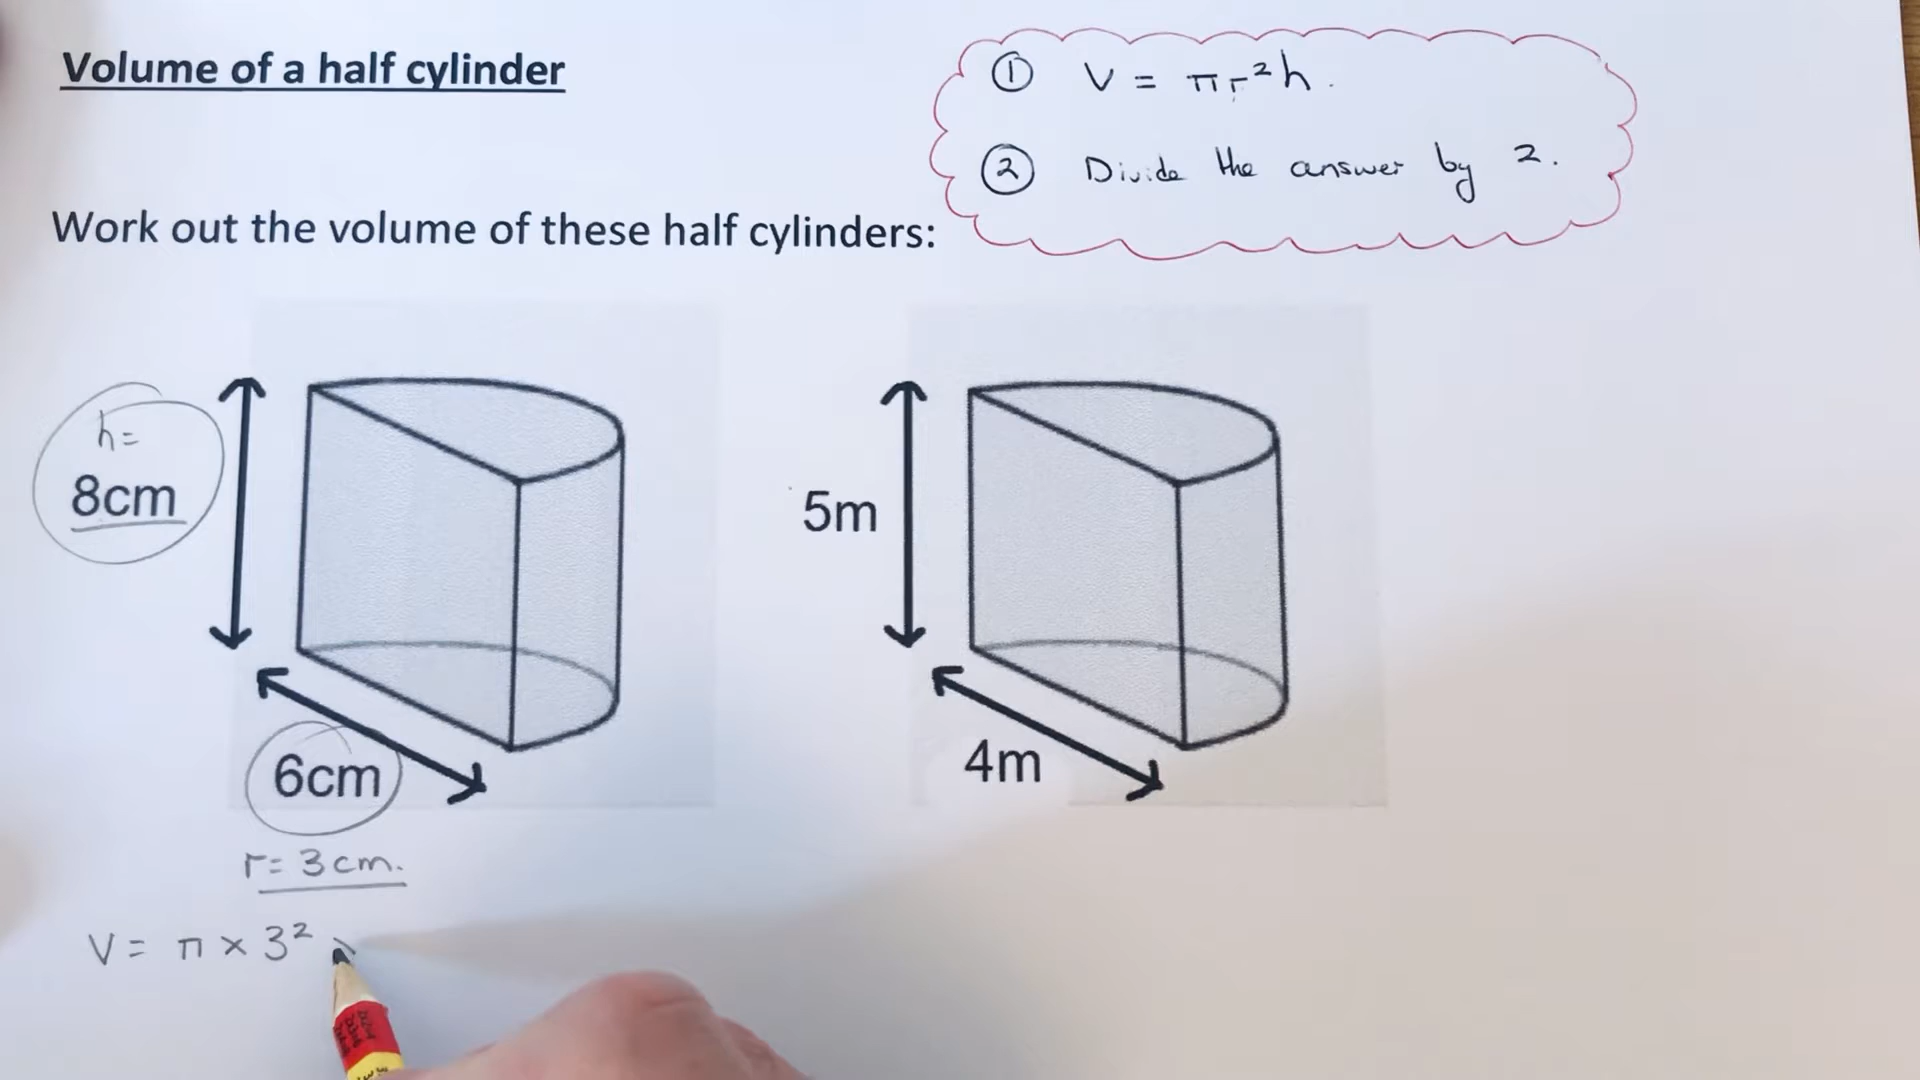 Volume of a half cylinder
① V = πr²h.
② Divide the answer by 2.
Work out the volume of these half cylinders:
h=
8cm
6cm
r= 3cm.
V= π × 3²
5m
4m